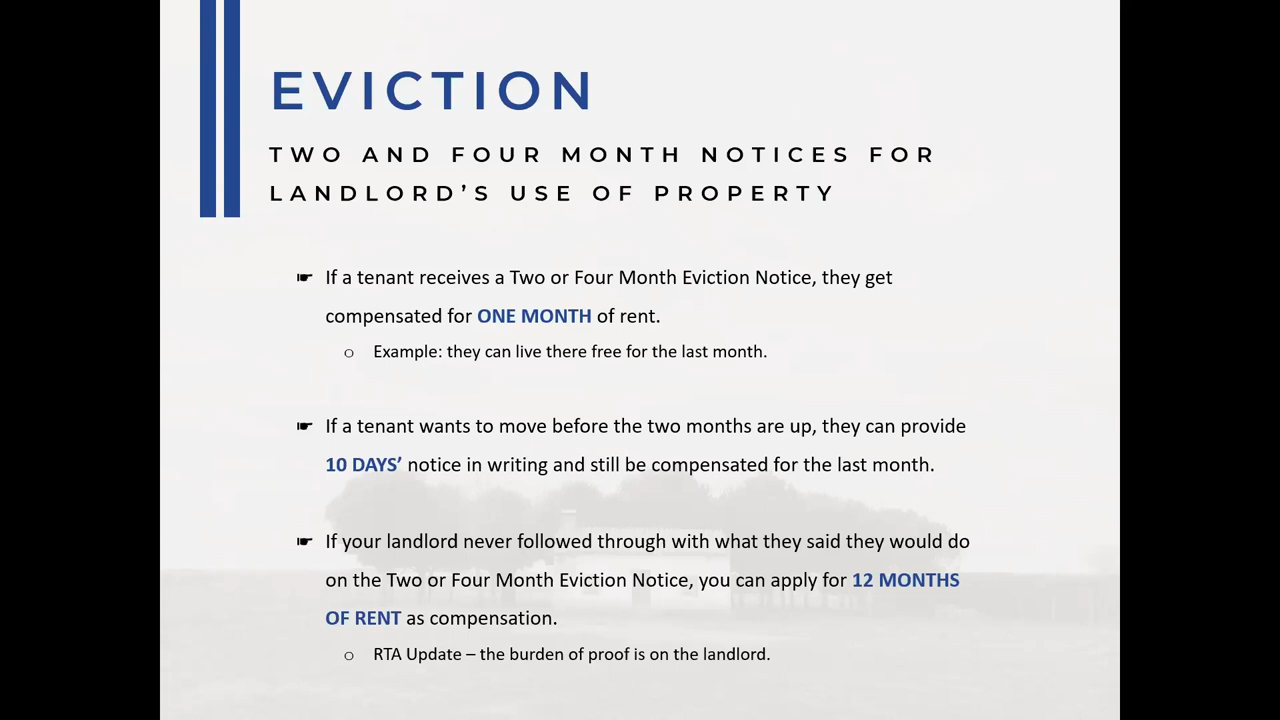 EVICTION
TWO AND FOUR MONTH NOTICES FOR
LANDLORD’S USE OF PROPERTY
☛ If a tenant receives a Two or Four Month Eviction Notice, they get
compensated for ONE MONTH of rent.
o Example: they can live there free for the last month.
☛ If a tenant wants to move before the two months are up, they can provide
10 DAYS’ notice in writing and still be compensated for the last month.
☛ If your landlord never followed through with what they said they would do
on the Two or Four Month Eviction Notice, you can apply for 12 MONTHS
OF RENT as compensation.
o RTA Update – the burden of proof is on the landlord.